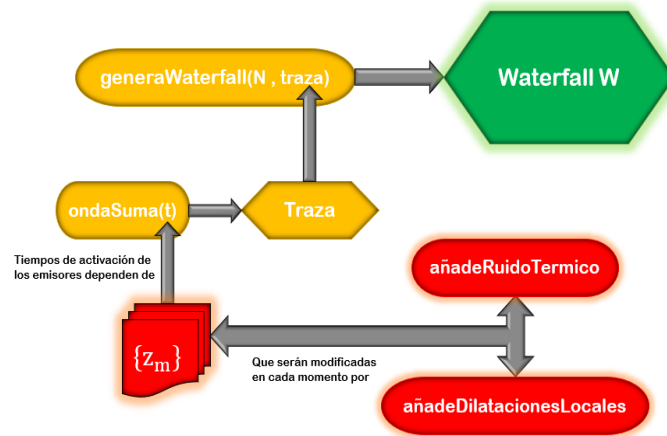 generaWaterfall(N , traza)
Waterfall W
ondaSuma(t)
Traza
Tiempos de activación de
los emisores dependen de
añadeRuidoTermico
{z_m}
Que serán modificadas
en cada momento por
añadeDilatacionesLocales